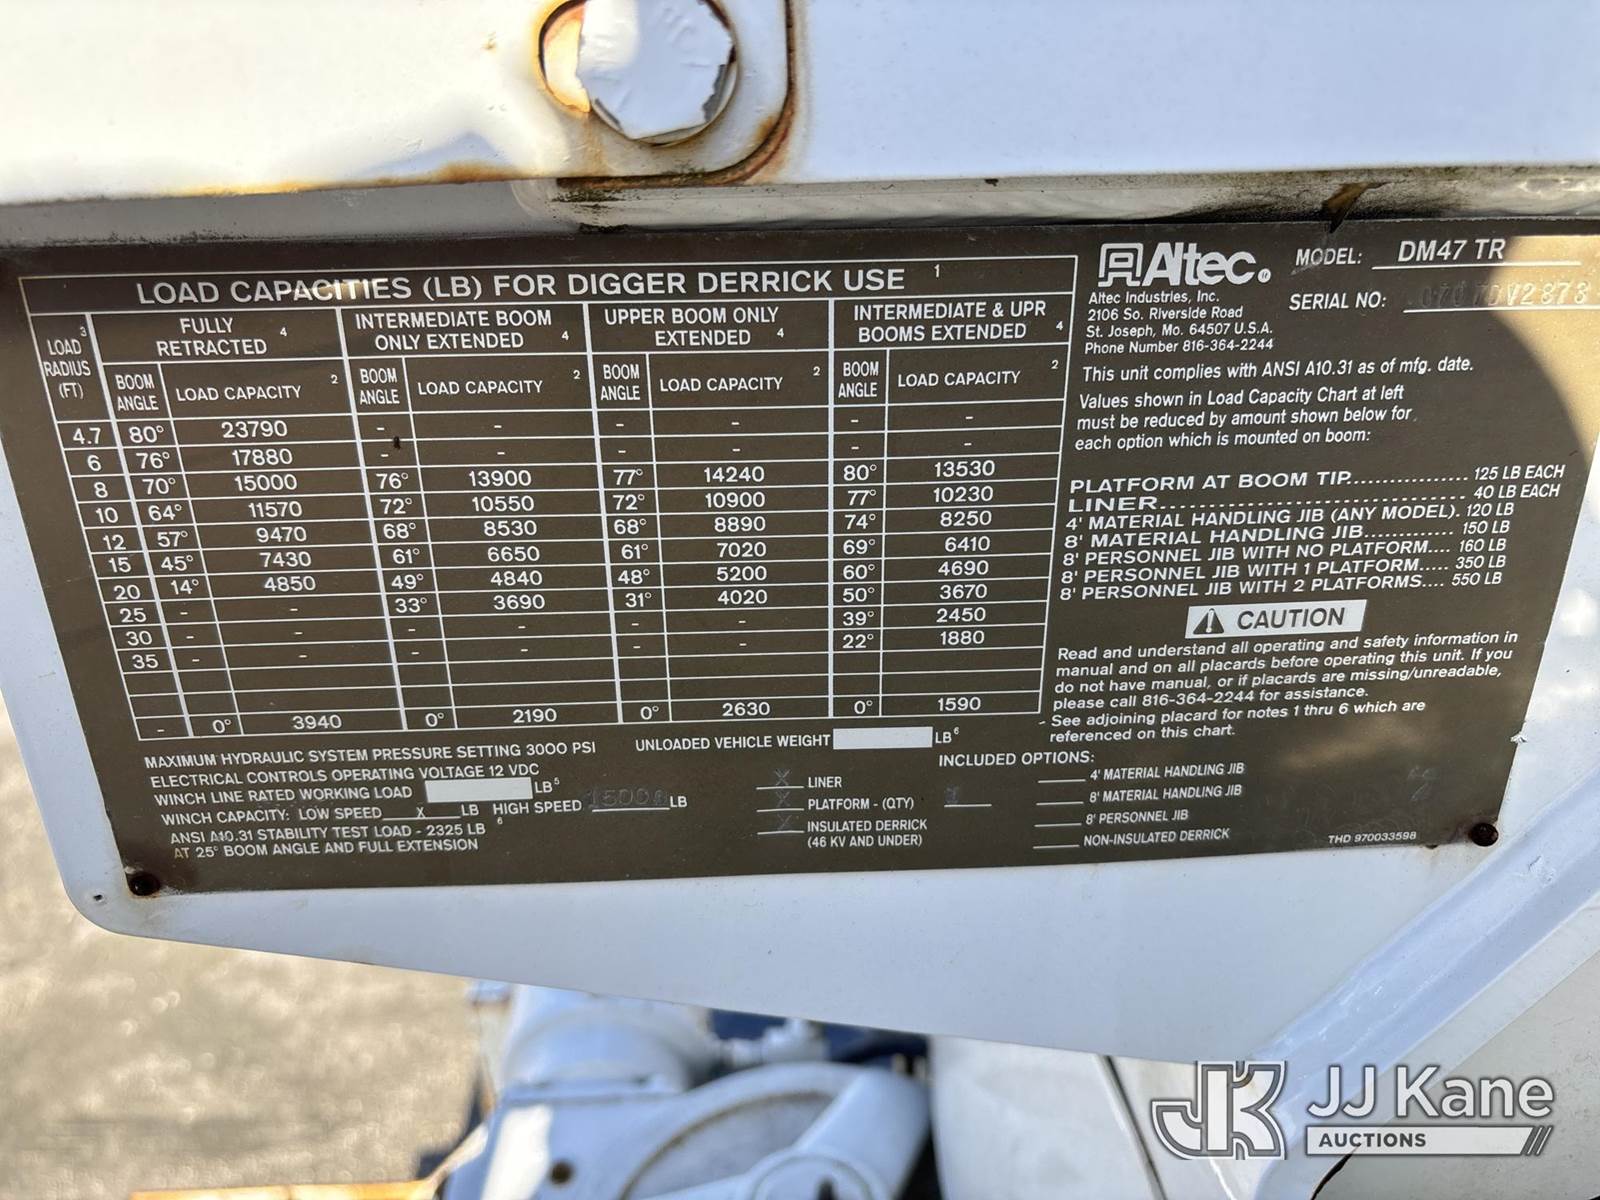 LOAD CAPACITIES (LB) FOR DIGGER DERRICK USE 1
LOAD RADIUS (FT) 3
FULLY RETRACTED 4
INTERMEDIATE BOOM ONLY EXTENDED 4
UPPER BOOM ONLY EXTENDED 4
INTERMEDIATE & UPR BOOMS EXTENDED 4
BOOM ANGLE LOAD CAPACITY 2 BOOM ANGLE LOAD CAPACITY 2 BOOM ANGLE LOAD CAPACITY 2 BOOM ANGLE LOAD CAPACITY 2
4.7 80° 23790 - - - - - -
6 76° 17880 - - - - - -
8 70° 15000 76° 13900 77° 14240 80° 13530
10 64° 11570 72° 10550 72° 10900 77° 10230
12 57° 9470 68° 8530 68° 8890 74° 8250
15 45° 7430 61° 6650 61° 7020 69° 6410
20 14° 4850 49° 4840 48° 5200 60° 4690
25 - - 33° 3690 31° 4020 50° 3670
30 - - - - - - 39° 2450
35 - - - - - - 22° 1880
- 0° 3940 0° 2190 0° 2630 0° 1590
MAXIMUM HYDRAULIC SYSTEM PRESSURE SETTING 3000 PSI
UNLOADED VEHICLE WEIGHT LB 6
ELECTRICAL CONTROLS OPERATING VOLTAGE 12 VDC
WINCH LINE RATED WORKING LOAD LB 5
WINCH CAPACITY: LOW SPEED X LB HIGH SPEED 15000 LB
ANSI A10.31 STABILITY TEST LOAD - 2325 LB 6
AT 25° BOOM ANGLE AND FULL EXTENSION
INCLUDED OPTIONS:
X LINER
X PLATFORM - (QTY)
X INSULATED DERRICK
(46 KV AND UNDER)
4' MATERIAL HANDLING JIB
8' MATERIAL HANDLING JIB
8' PERSONNEL JIB
NON-INSULATED DERRICK
THD 970033598
Altec®
MODEL: DM47 TR
SERIAL NO:
Altec Industries, Inc.
2106 So. Riverside Road
St. Joseph, Mo. 64507 U.S.A.
Phone Number 816-364-2244
This unit complies with ANSI A10.31 as of mfg. date.
Values shown in Load Capacity Chart at left
must be reduced by amount shown below for
each option which is mounted on boom:
PLATFORM AT BOOM TIP................ 125 LB EACH
LINER............................. 40 LB EACH
4' MATERIAL HANDLING JIB (ANY MODEL). 120 LB
8' MATERIAL HANDLING JIB............. 150 LB
8' PERSONNEL JIB WITH NO PLATFORM.... 160 LB
8' PERSONNEL JIB WITH 1 PLATFORM..... 350 LB
8' PERSONNEL JIB WITH 2 PLATFORMS.... 550 LB
CAUTION
Read and understand all operating and safety information in
manual and on all placards before operating this unit. If you
do not have manual, or if placards are missing/unreadable,
please call 816-364-2244 for assistance.
- See adjoining placard for notes 1 thru 6 which are
referenced on this chart.
JJ Kane
AUCTIONS